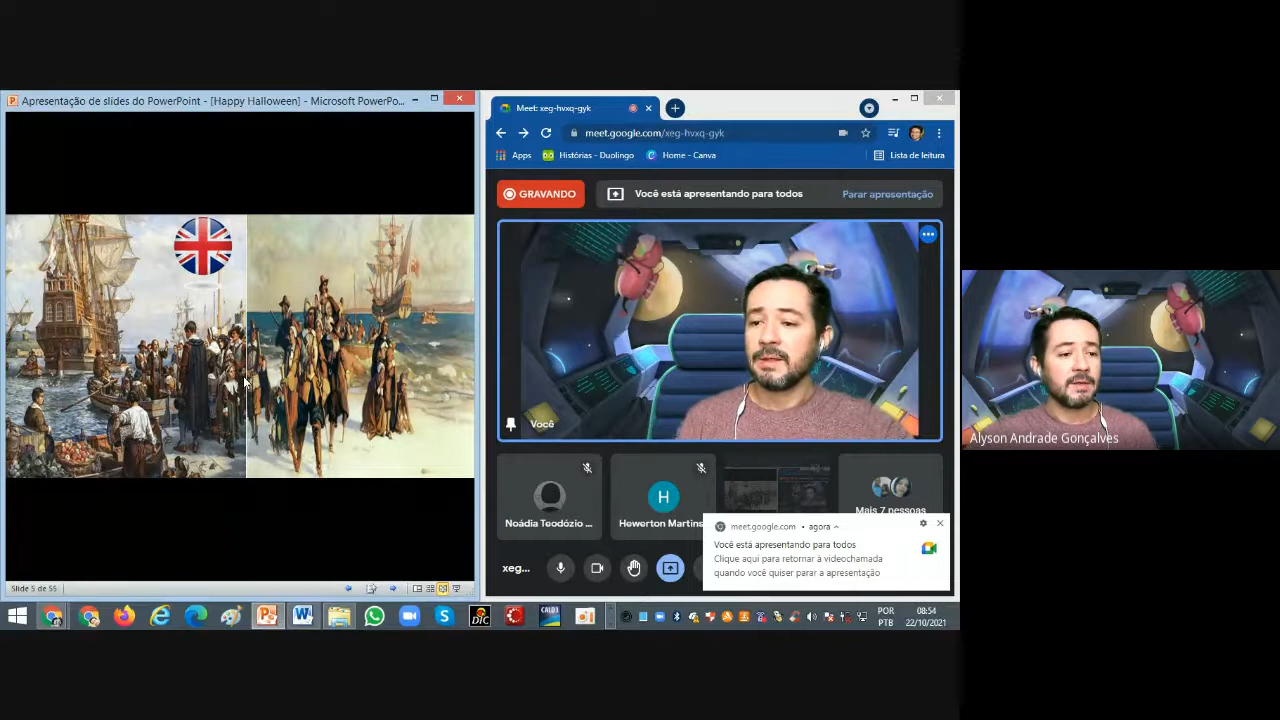 Apresentação de slides do PowerPoint - [Happy Halloween] - Microsoft PowerPo...
Slide 5 de 55
Meet: xeg-hvxq-gyk
meet.google.com/xeg-hvxq-gyk
Apps
Histórias - Duolingo
Home - Canva
Lista de leitura
GRAVANDO
Você está apresentando para todos
Parar apresentação
Você
Noádia Teodózio ...
H
Hewerton Martins
Mais 7 pessoas
xeg...
meet.google.com • agora
Você está apresentando para todos
Clique aqui para retornar à videochamada
quando você quiser parar a apresentação
DIC
CALD3
POR
PTB
08:54
22/10/2021
Alyson Andrade Gonçalves